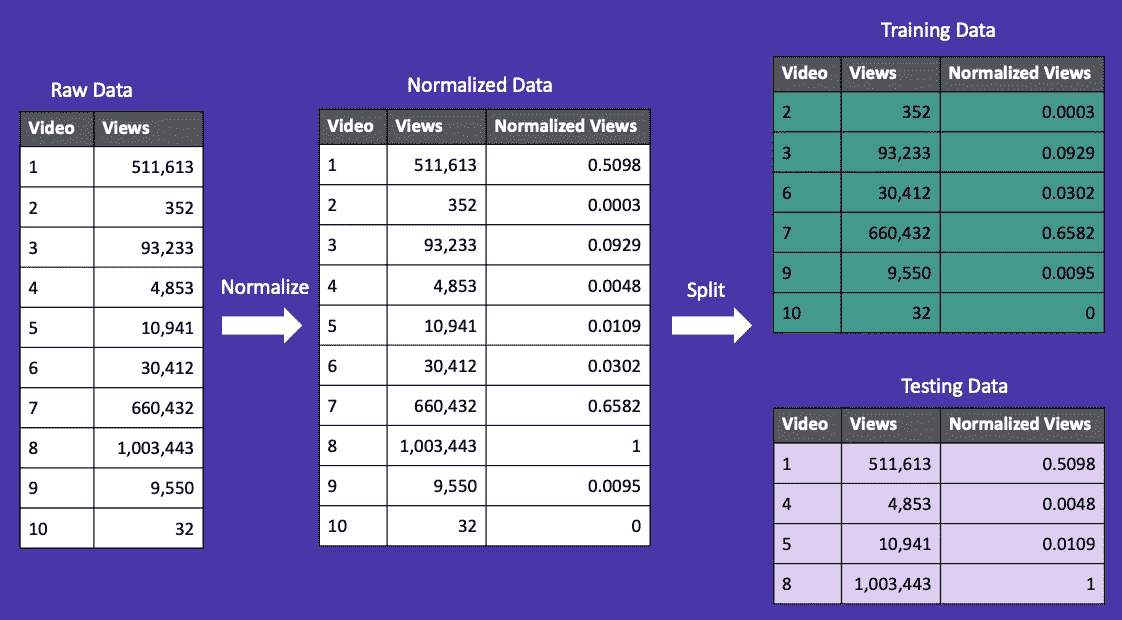 Raw Data
Video Views
1 511,613
2 352
3 93,233
4 4,853
5 10,941
6 30,412
7 660,432
8 1,003,443
9 9,550
10 32
Normalize
Normalized Data
Video Views Normalized Views
1 511,613 0.5098
2 352 0.0003
3 93,233 0.0929
4 4,853 0.0048
5 10,941 0.0109
6 30,412 0.0302
7 660,432 0.6582
8 1,003,443 1
9 9,550 0.0095
10 32 0
Split
Training Data
Video Views Normalized Views
2 352 0.0003
3 93,233 0.0929
6 30,412 0.0302
7 660,432 0.6582
9 9,550 0.0095
10 32 0
Testing Data
Video Views Normalized Views
1 511,613 0.5098
4 4,853 0.0048
5 10,941 0.0109
8 1,003,443 1